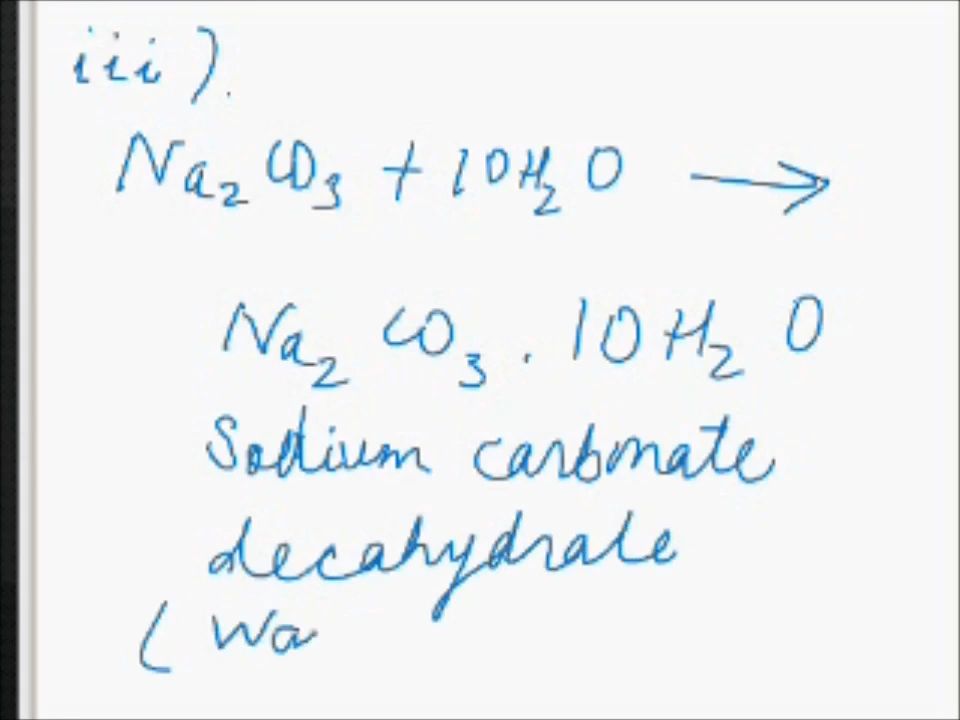 iii).
Na₂CO₃ + 10H₂O →
Na₂CO₃.10H₂O
Sodium carbonate
decahydrate
(Wa